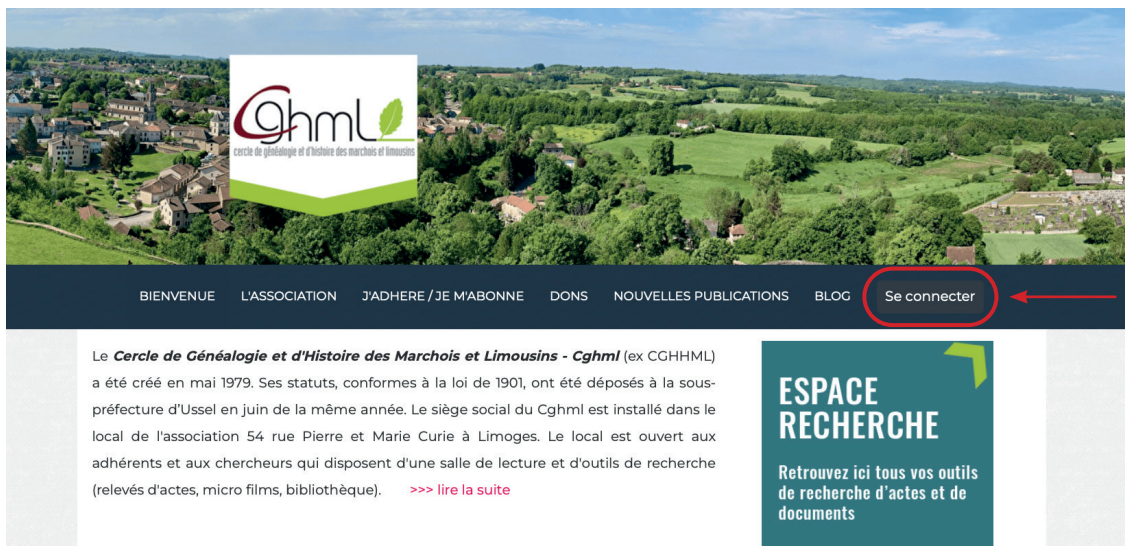 Cghml
cercle de généalogie et d'histoire des marchois et limousins
BIENVENUE L'ASSOCIATION J'ADHERE / JE M'ABONNE DONS NOUVELLES PUBLICATIONS BLOG Se connecter
Le Cercle de Généalogie et d'Histoire des Marchois et Limousins - Cghml (ex CGHHML)
a été créé en mai 1979. Ses statuts, conformes à la loi de 1901, ont été déposés à la sous-
préfecture d'Ussel en juin de la même année. Le siège social du Cghml est installé dans le
local de l'association 54 rue Pierre et Marie Curie à Limoges. Le local est ouvert aux
adhérents et aux chercheurs qui disposent d'une salle de lecture et d'outils de recherche
(relevés d'actes, micro films, bibliothèque). >>> lire la suite
ESPACE
RECHERCHE
Retrouvez ici tous vos outils
de recherche d'actes et de
documents